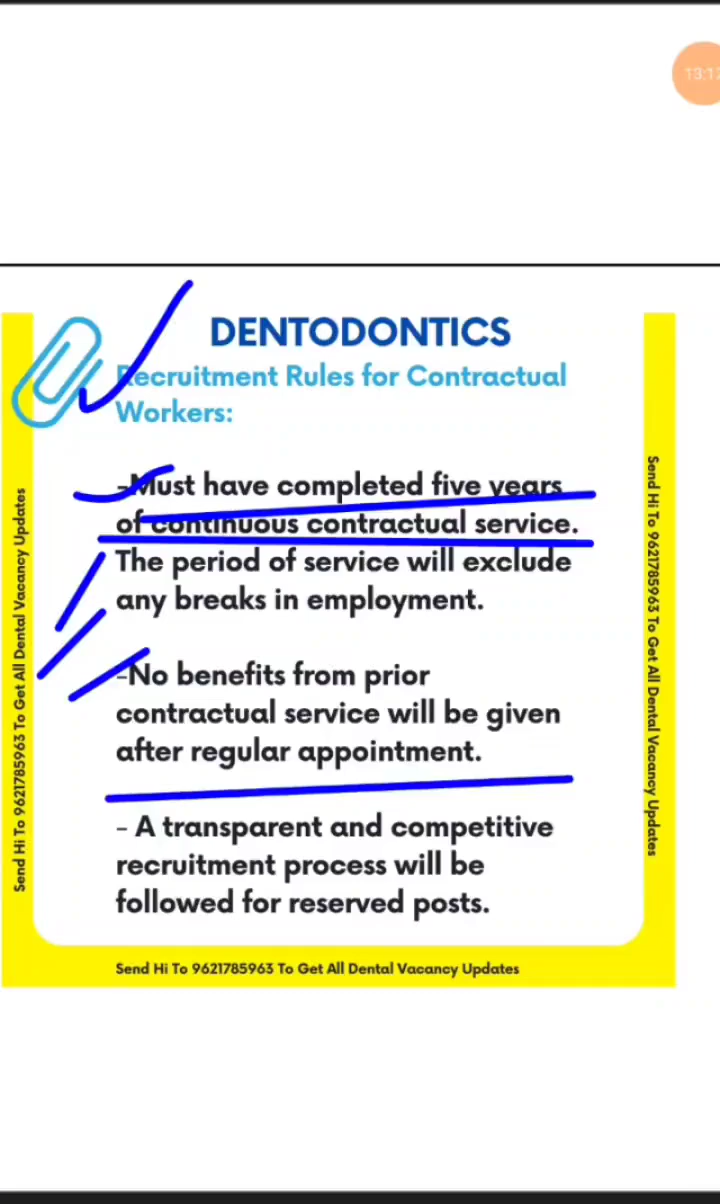 13:17
DENTODONTICS
Recruitment Rules for Contractual
Workers:
-Must have completed five years
of continuous contractual service.
The period of service will exclude
any breaks in employment.
-No benefits from prior
contractual service will be given
after regular appointment.
- A transparent and competitive
recruitment process will be
followed for reserved posts.
Send Hi To 9621785963 To Get All Dental Vacancy Updates
Send Hi To 9621785963 To Get All Dental Vacancy Updates
Send Hi To 9621785963 To Get All Dental Vacancy Updates